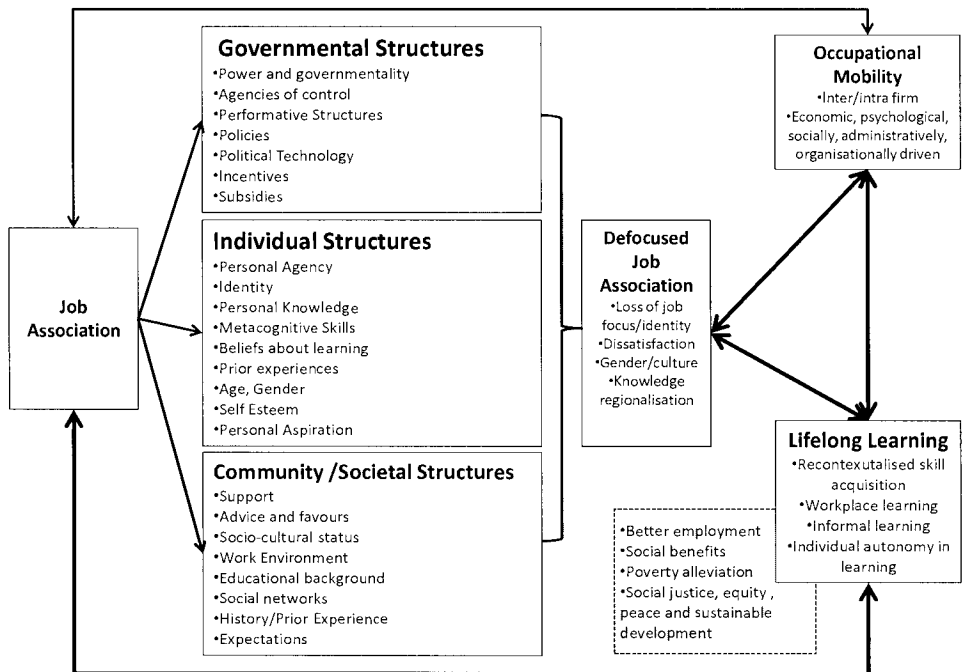 Job
Association
Governmental Structures
•Power and governmentality
•Agencies of control
•Performative Structures
•Policies
•Political Technology
•Incentives
•Subsidies
Individual Structures
•Personal Agency
•Identity
•Personal Knowledge
•Metacognitive Skills
•Beliefs about learning
•Prior experiences
•Age, Gender
•Self Esteem
•Personal Aspiration
Community /Societal Structures
•Support
•Advice and favours
•Socio-cultural status
•Work Environment
•Educational background
•Social networks
•History/Prior Experience
•Expectations
Defocused
Job
Association
•Loss of job
focus/identity
•Dissatisfaction
•Gender/culture
•Knowledge
regionalisation
Occupational
Mobility
•Inter/intra firm
•Economic, psychological,
socially, administratively,
organisationally driven
Lifelong Learning
•Recontexutalised skill
acquisition
•Workplace learning
•Informal learning
•Individual autonomy in
learning
•Better employment
•Social benefits
•Poverty alleviation
•Social justice, equity ,
peace and sustainable
development